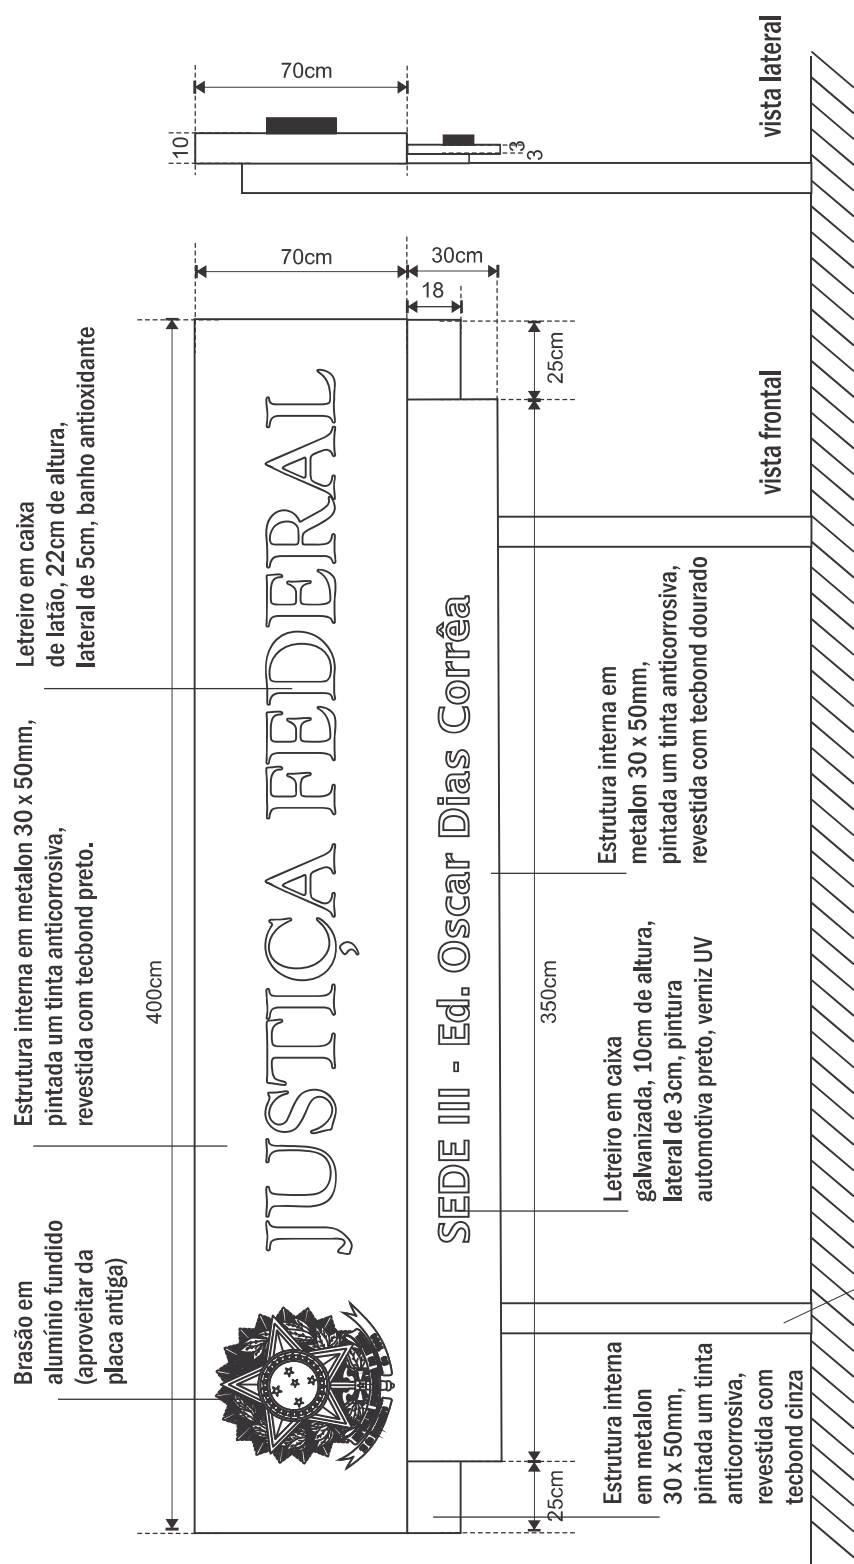 70cm
10
3
3
vista lateral
70cm
30cm
18
25cm
Letreiro em caixa
de latão, 22cm de altura,
lateral de 5cm, banho antioxidante
Estrutura interna em metalon 30 x 50mm,
pintada um tinta anticorrosiva,
revestida com tecbond preto.
Brasão em
alumínio fundido
(aproveitar da
placa antiga)
400cm
JUSTIÇA FEDERAL
SEDE III - Ed. Oscar Dias Corrêa
350cm
25cm
vista frontal
Estrutura interna em
metalon 30 x 50mm,
pintada um tinta anticorrosiva,
revestida com tecbond dourado
Letreiro em caixa
galvanizada, 10cm de altura,
lateral de 3cm, pintura
automotiva preto, verniz UV
Estrutura interna
em metalon
30 x 50mm,
pintada um tinta
anticorrosiva,
revestida com
tecbond cinza